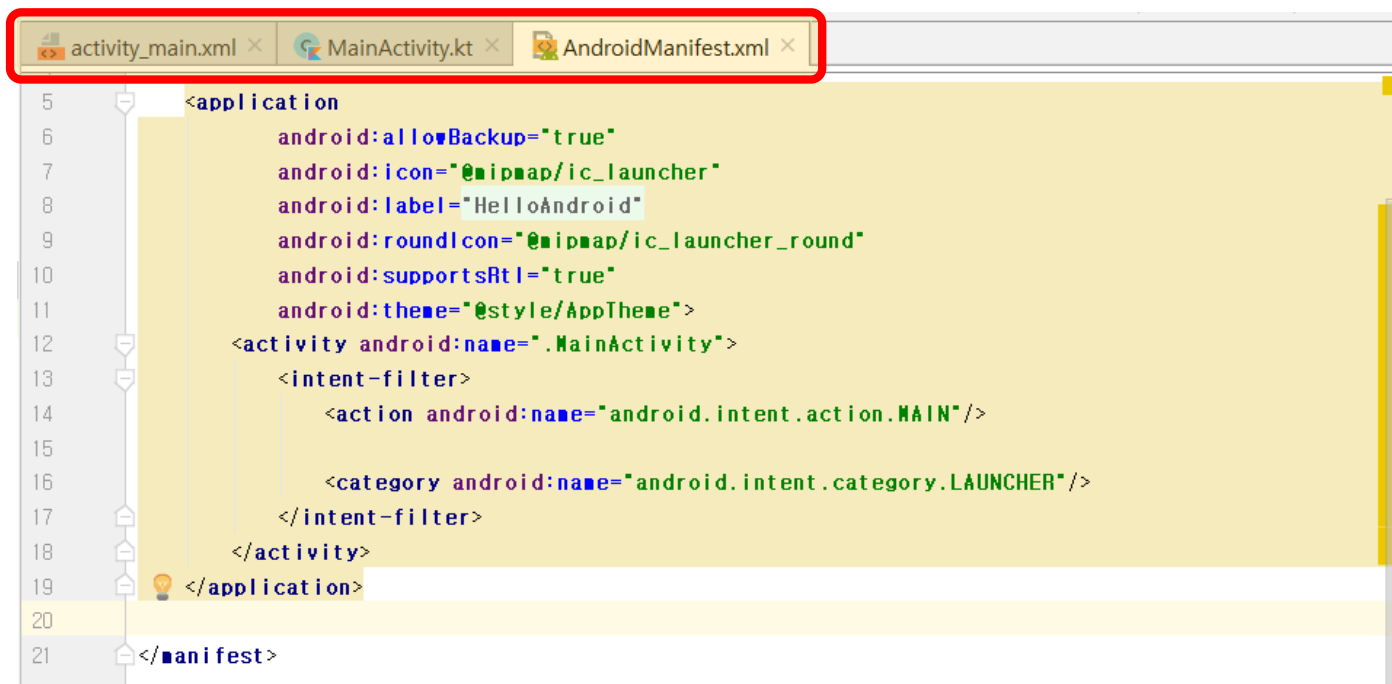 activity_main.xml × MainActivity.kt × AndroidManifest.xml ×
5 <application
6 android:allowBackup="true"
7 android:icon="@mipmap/ic_launcher"
8 android:label="HelloAndroid"
9 android:roundIcon="@mipmap/ic_launcher_round"
10 android:supportsRtl="true"
11 android:theme="@style/AppTheme">
12 <activity android:name=".MainActivity">
13 <intent-filter>
14 <action android:name="android.intent.action.MAIN"/>
15
16 <category android:name="android.intent.category.LAUNCHER"/>
17 </intent-filter>
18 </activity>
19 </application>
20
21 </manifest>